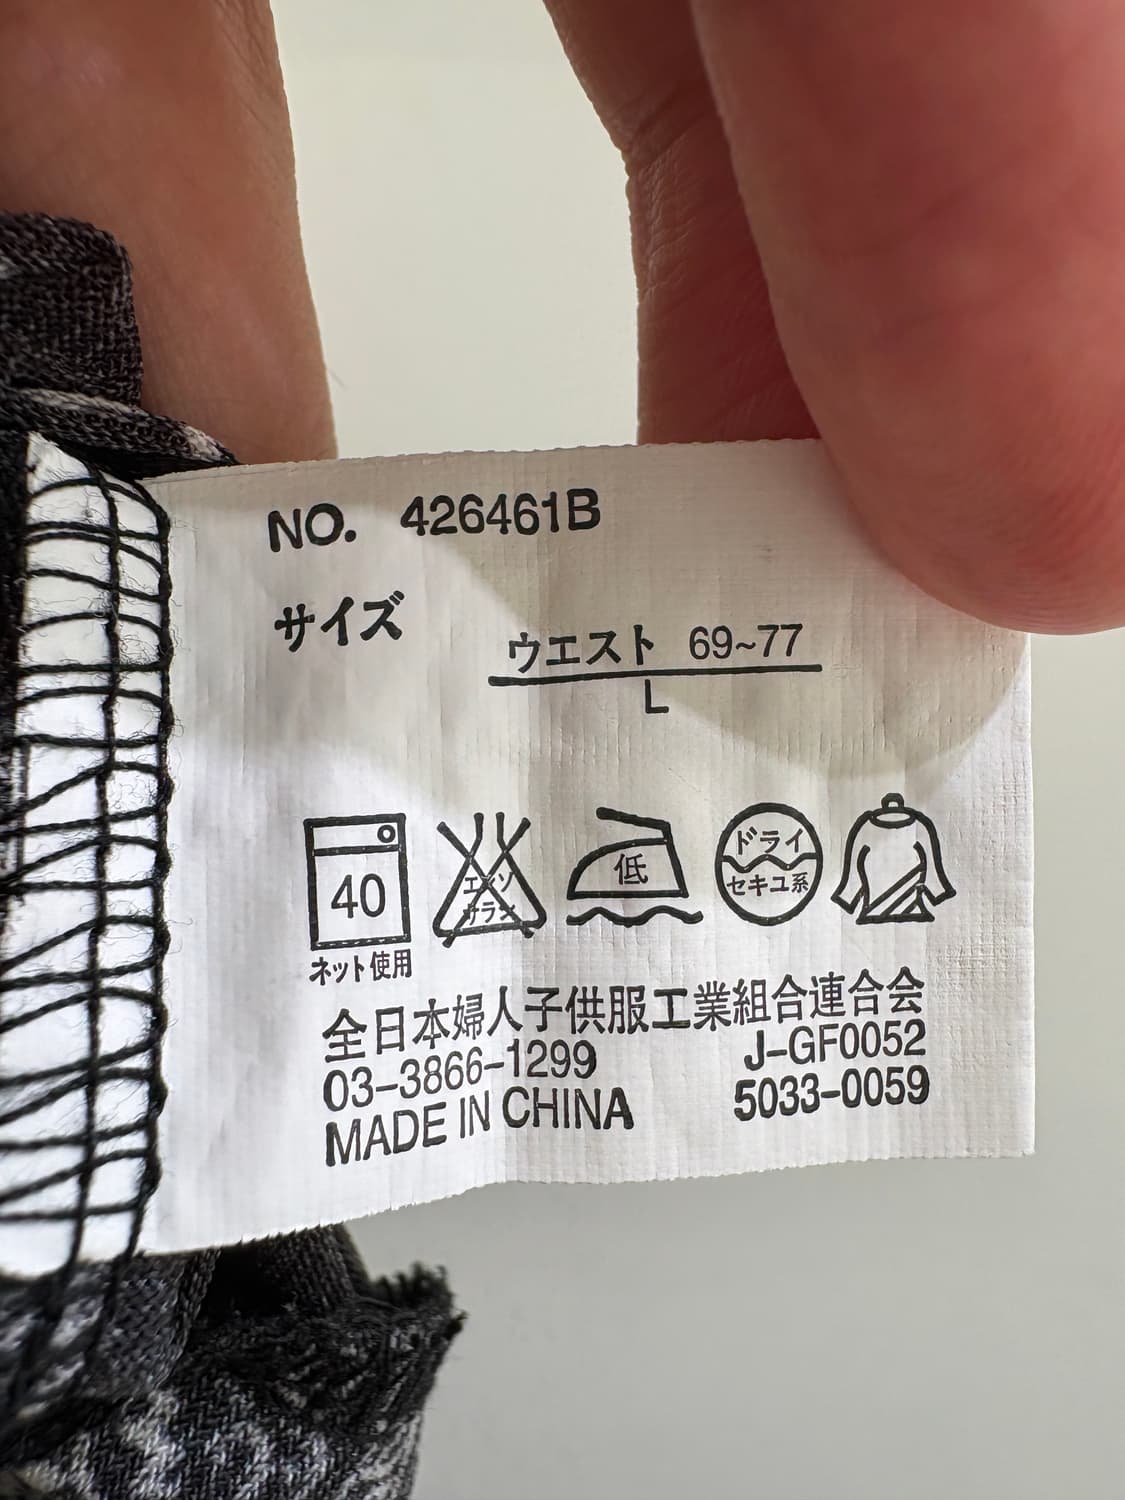 NO. 426461B
サイズ
ウエスト 69~77
L
40
エンソ
サラシ
低
ドライ
セキユ系
ネット使用
全日本婦人子供服工業組合連合会
03-3866-1299
J-GF0052
MADE IN CHINA
5033-0059